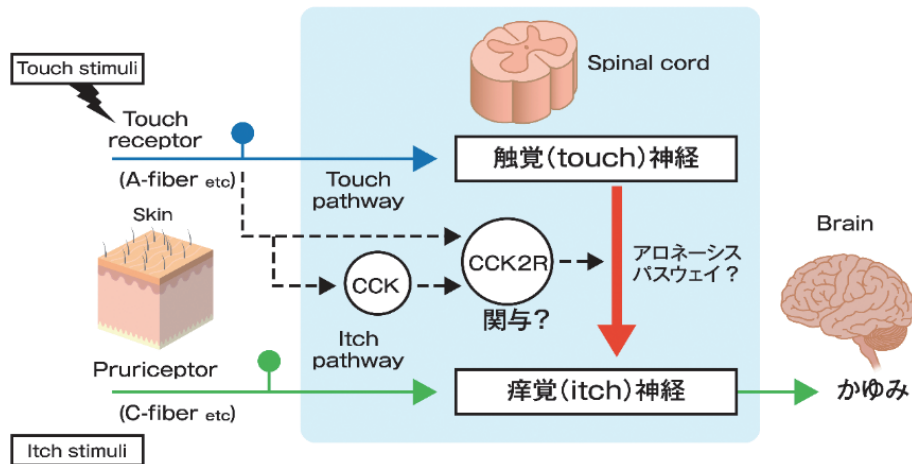 Touch stimuli
Spinal cord
Touch
receptor
(A-fiber etc)
Touch
pathway
触覚(touch)神経
Skin
Brain
CCK
CCK2R
関与?
アロネーシス
パスウェイ?
Itch
pathway
Pruriceptor
(C-fiber etc)
痒覚(itch)神経
かゆみ
Itch stimuli